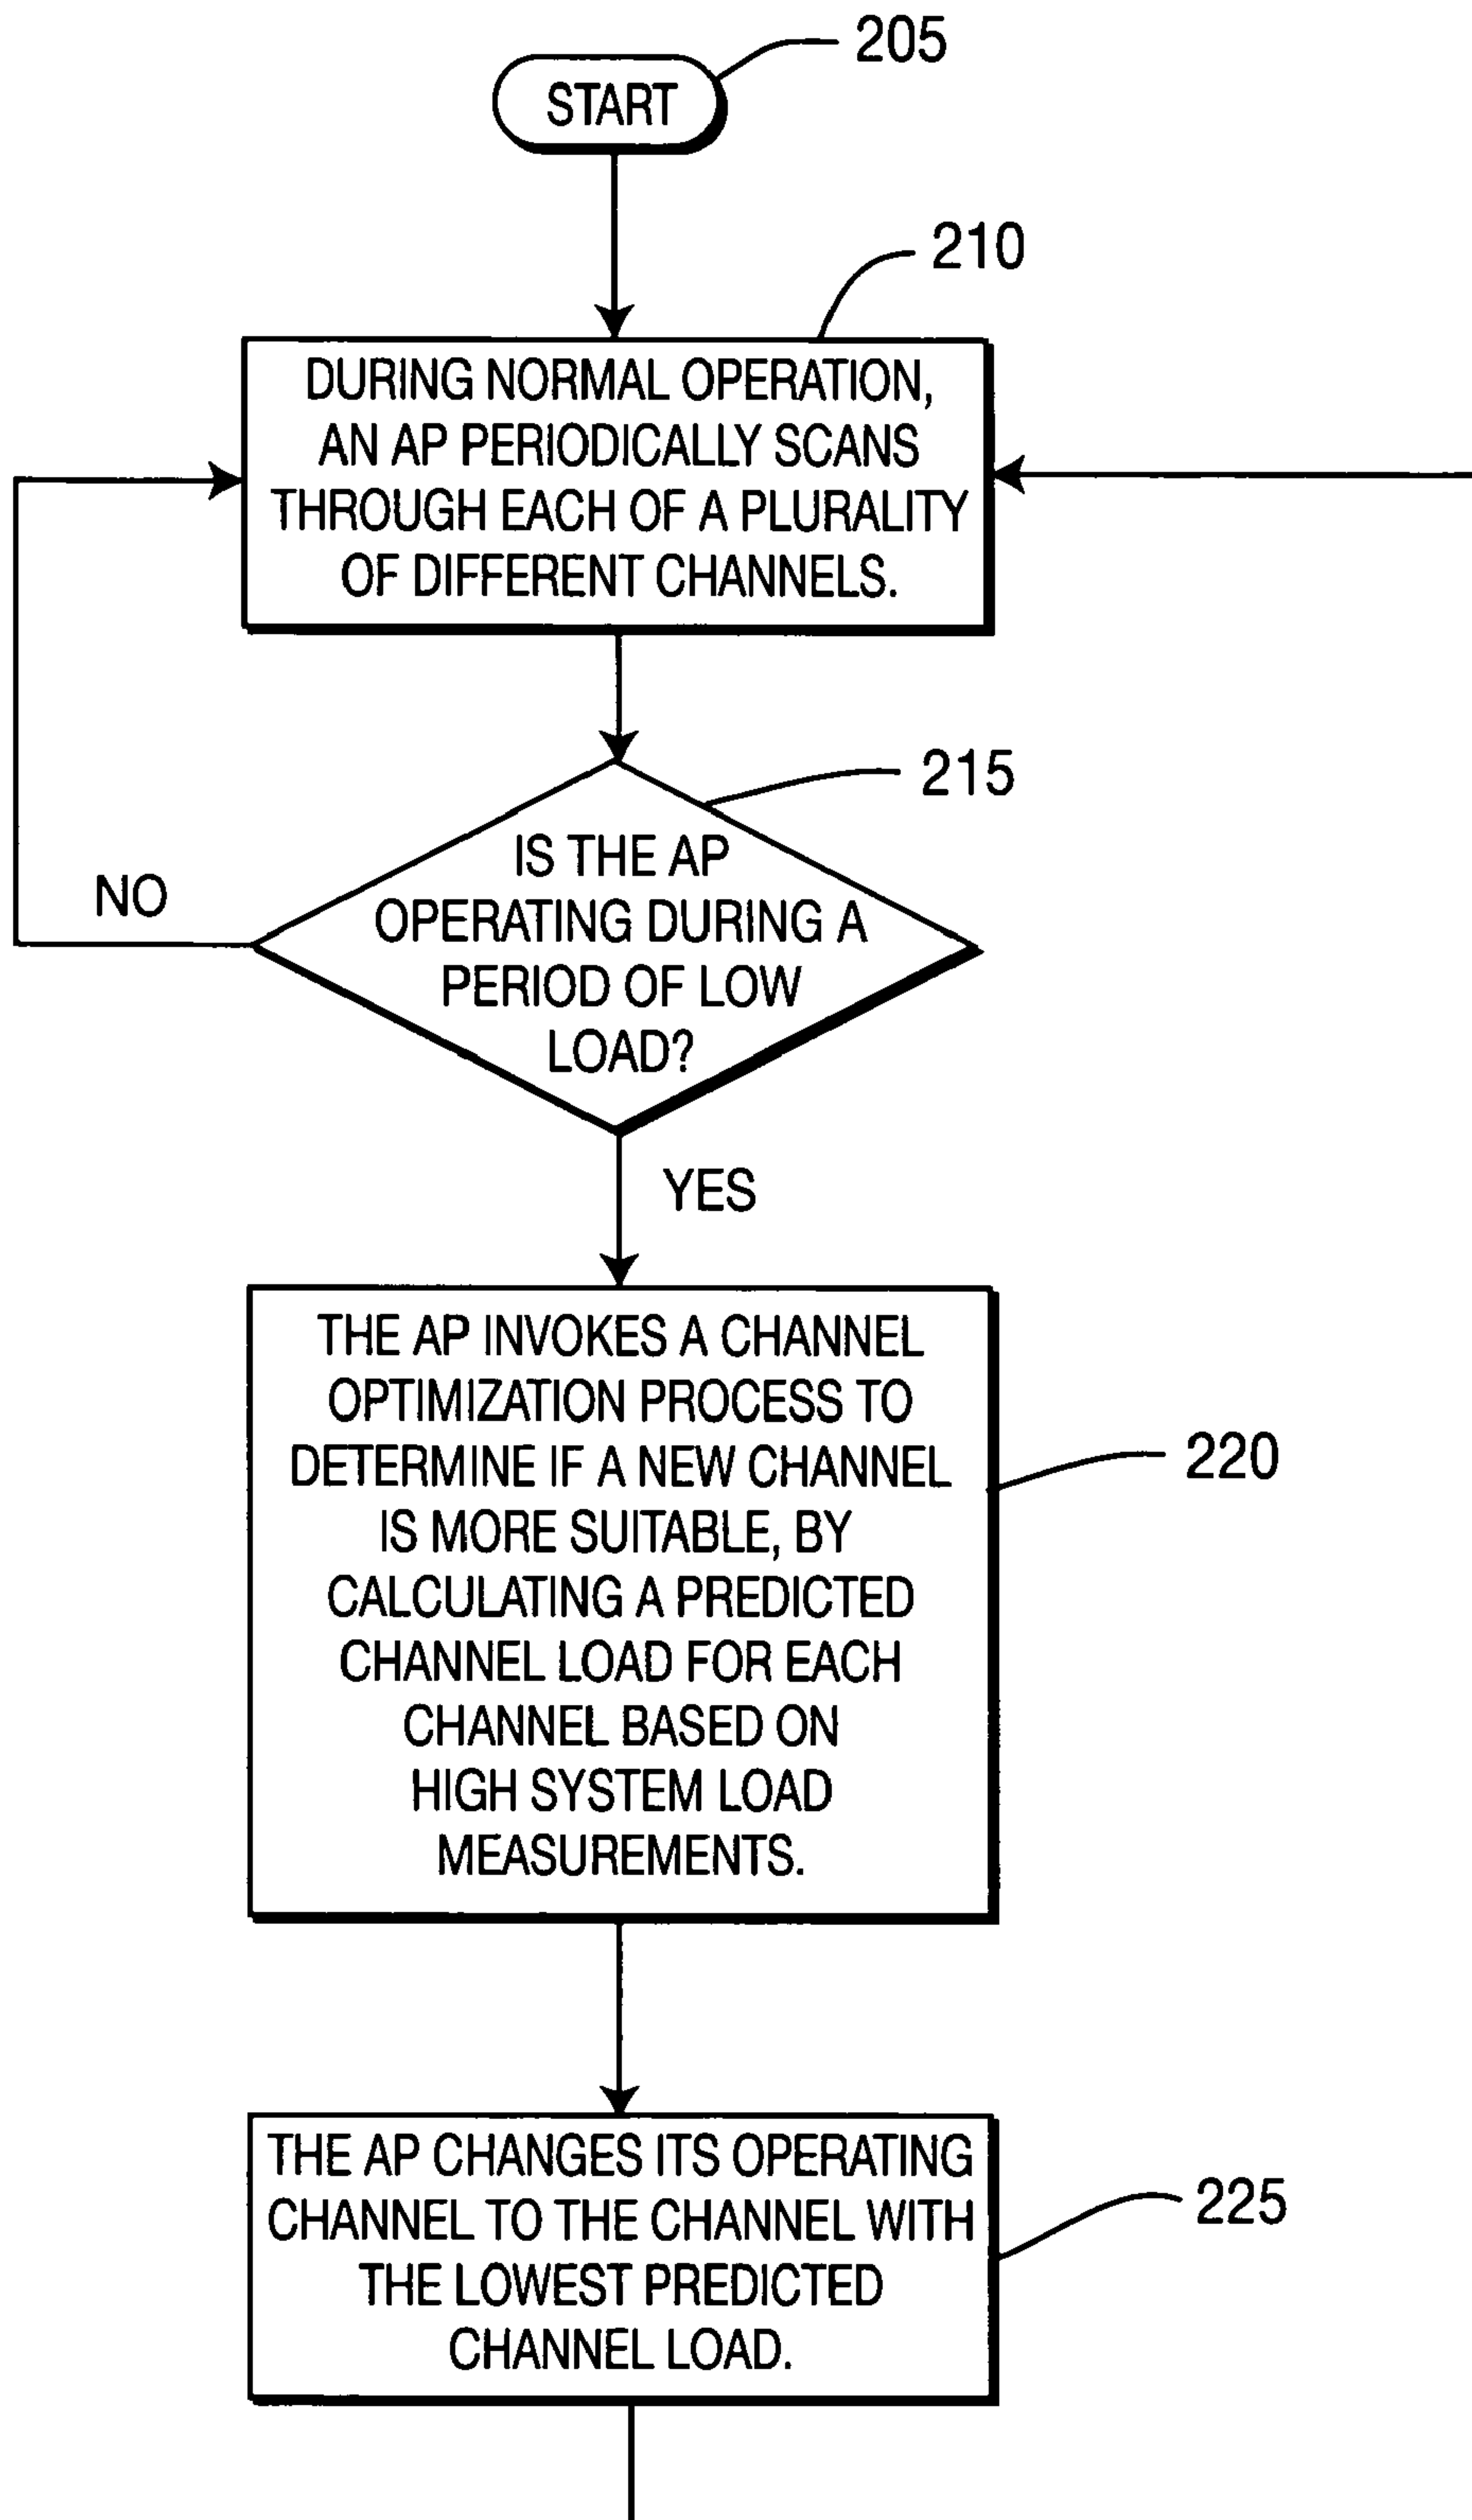 205
START
210
DURING NORMAL OPERATION,
AN AP PERIODICALLY SCANS
THROUGH EACH OF A PLURALITY
OF DIFFERENT CHANNELS.
215
IS THE AP
OPERATING DURING A
PERIOD OF LOW
LOAD?
NO
YES
THE AP INVOKES A CHANNEL
OPTIMIZATION PROCESS TO
DETERMINE IF A NEW CHANNEL
IS MORE SUITABLE, BY
CALCULATING A PREDICTED
CHANNEL LOAD FOR EACH
CHANNEL BASED ON
HIGH SYSTEM LOAD
MEASUREMENTS.
220
THE AP CHANGES ITS OPERATING
CHANNEL TO THE CHANNEL WITH
THE LOWEST PREDICTED
CHANNEL LOAD.
225